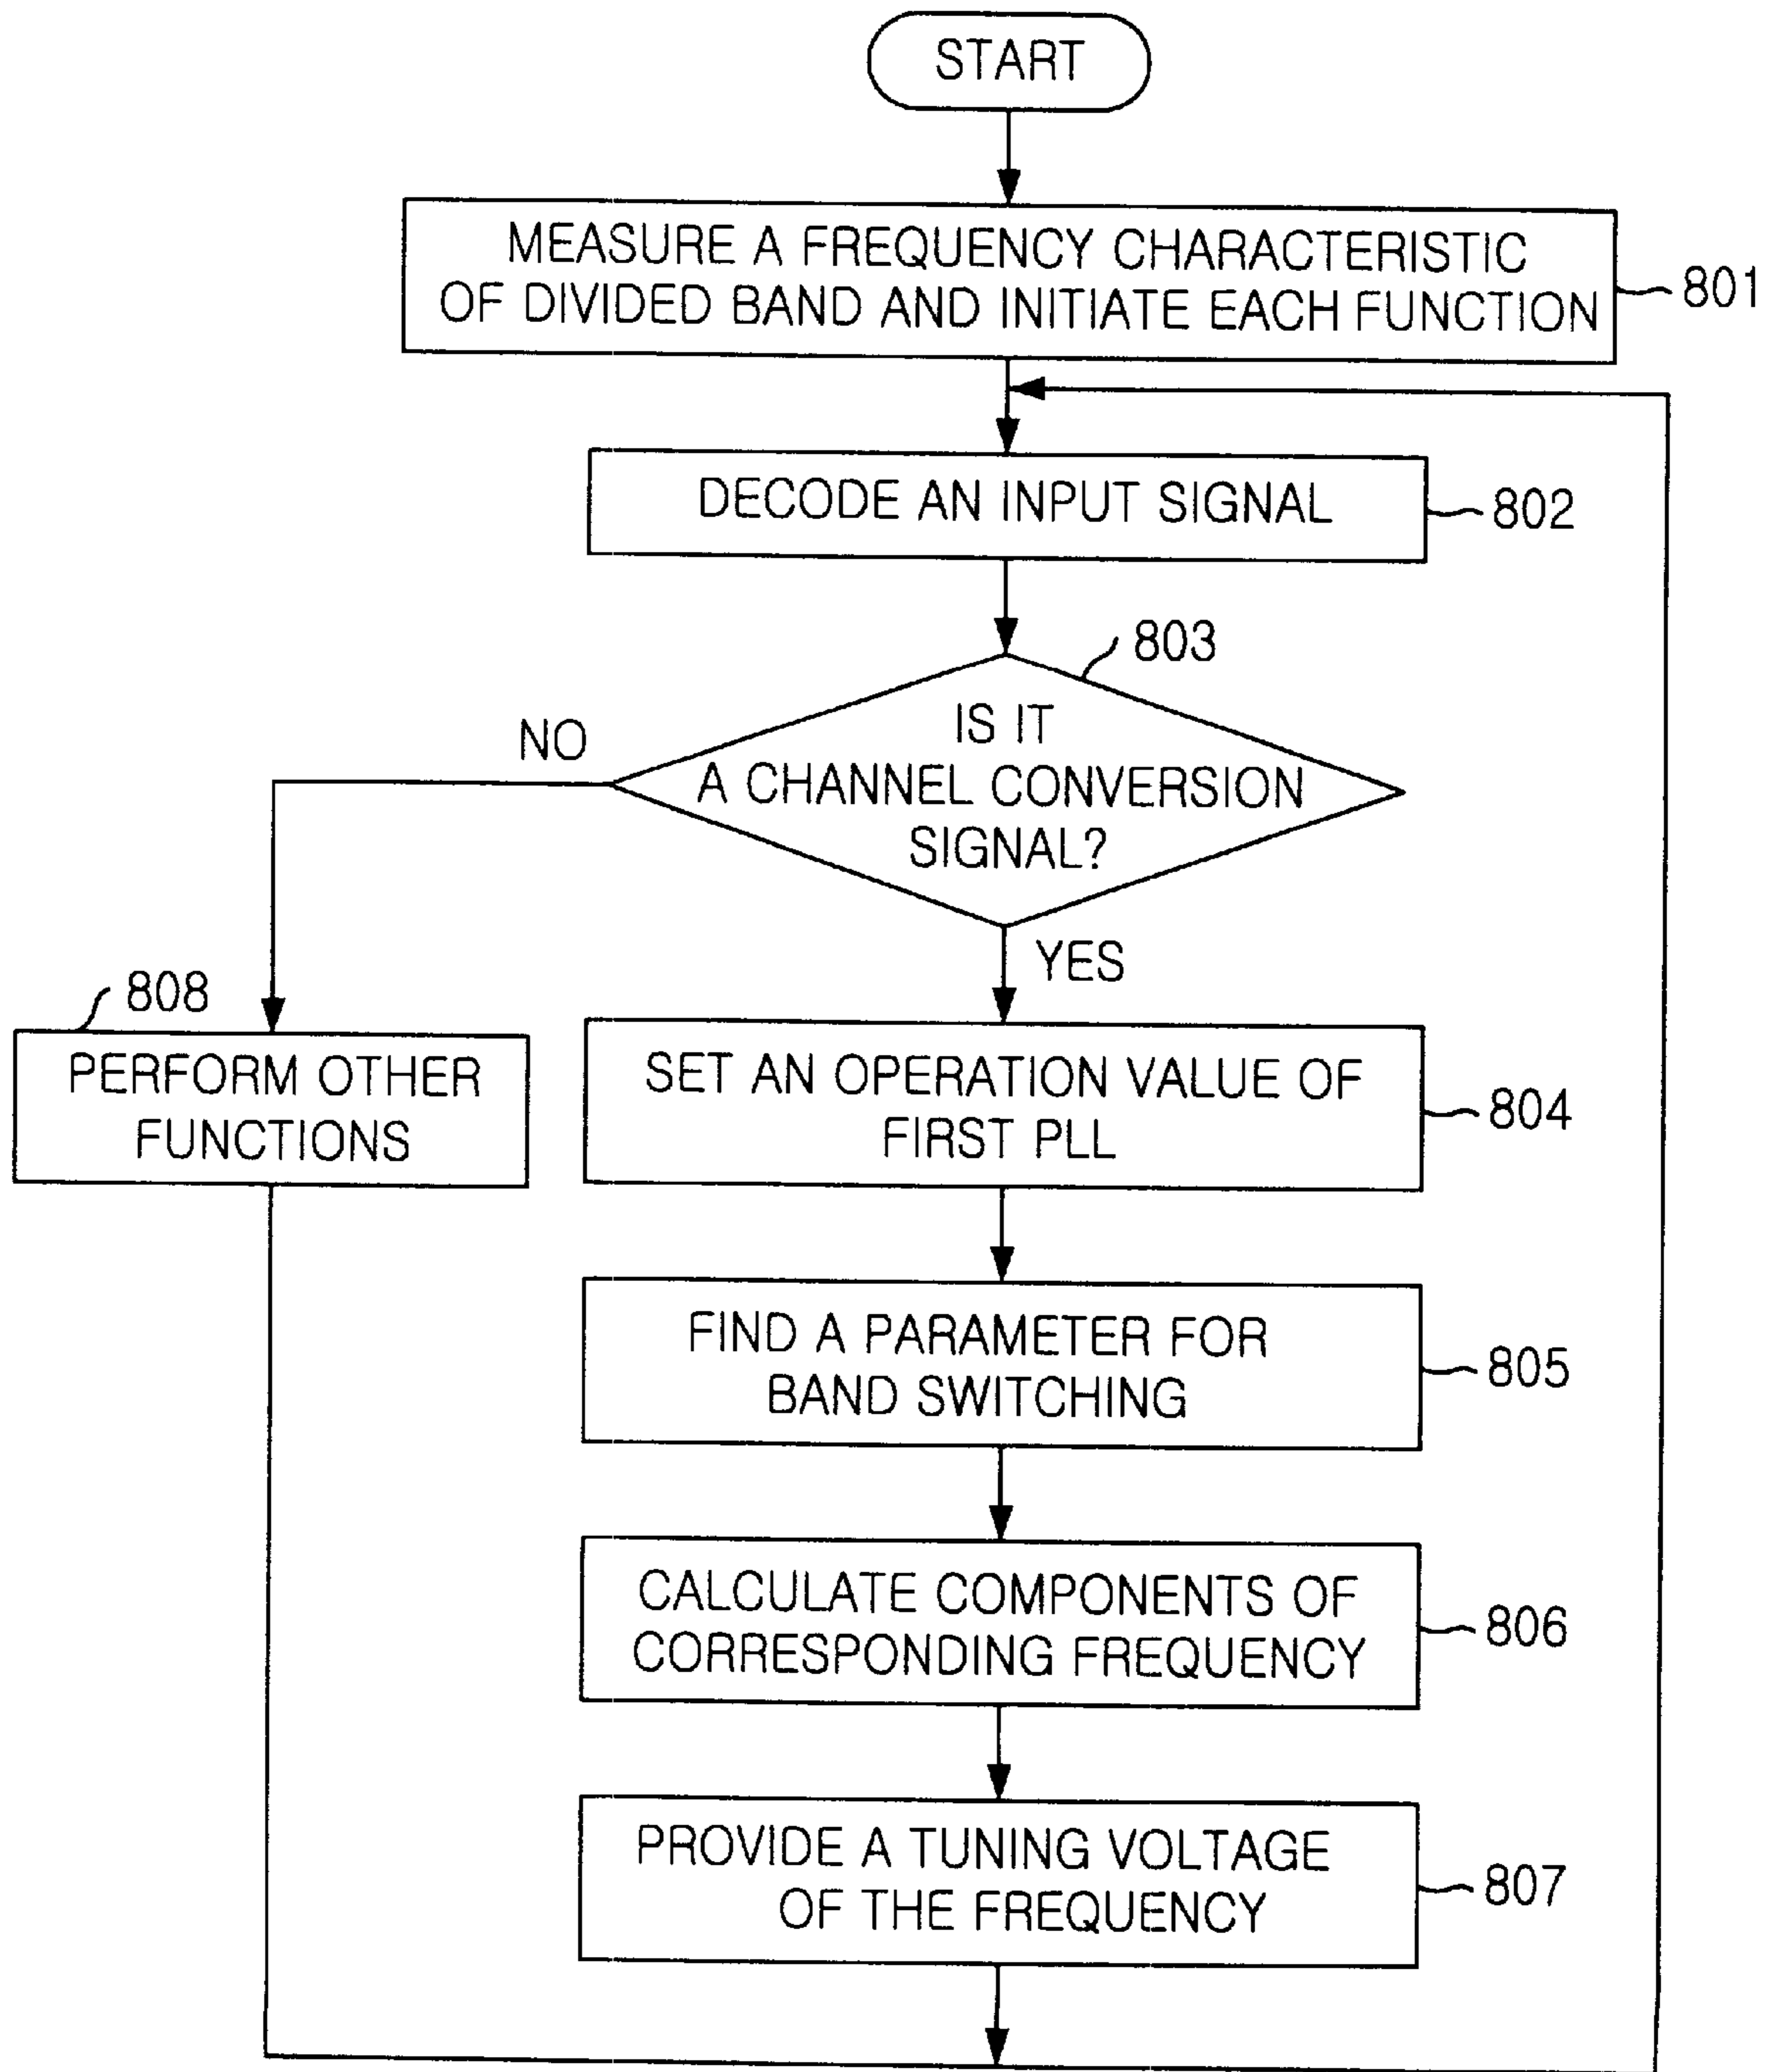 START
MEASURE A FREQUENCY CHARACTERISTIC
OF DIVIDED BAND AND INITIATE EACH FUNCTION
801
DECODE AN INPUT SIGNAL
802
803
IS IT
A CHANNEL CONVERSION
SIGNAL?
NO
YES
808
PERFORM OTHER
FUNCTIONS
SET AN OPERATION VALUE OF
FIRST PLL
804
FIND A PARAMETER FOR
BAND SWITCHING
805
CALCULATE COMPONENTS OF
CORRESPONDING FREQUENCY
806
PROVIDE A TUNING VOLTAGE
OF THE FREQUENCY
807